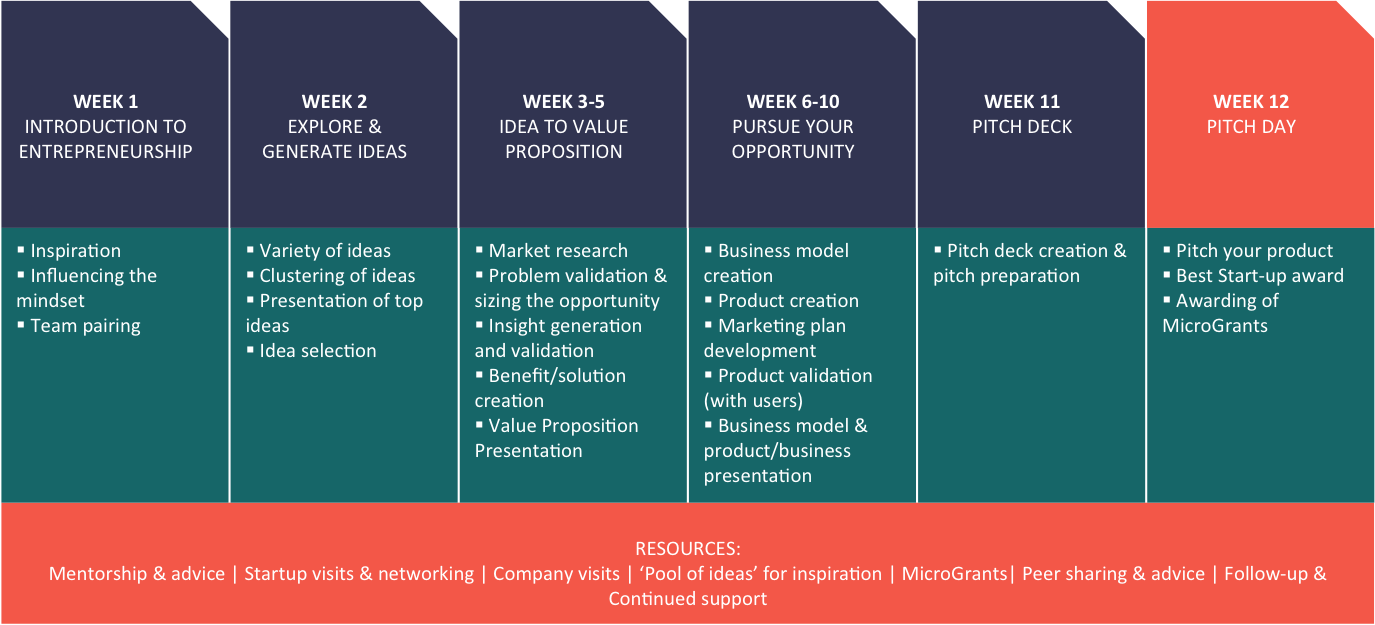 WEEK 1
INTRODUCTION TO
ENTREPRENEURSHIP
▪ Inspiration
▪ Influencing the
mindset
▪ Team pairing
WEEK 2
EXPLORE &
GENERATE IDEAS
▪ Variety of ideas
▪ Clustering of ideas
▪ Presentation of top
ideas
▪ Idea selection
WEEK 3-5
IDEA TO VALUE
PROPOSITION
▪ Market research
▪ Problem validation &
sizing the opportunity
▪ Insight generation
and validation
▪ Benefit/solution
creation
▪ Value Proposition
Presentation
WEEK 6-10
PURSUE YOUR
OPPORTUNITY
▪ Business model
creation
▪ Product creation
▪ Marketing plan
development
▪ Product validation
(with users)
▪ Business model &
product/business
presentation
WEEK 11
PITCH DECK
▪ Pitch deck creation &
pitch preparation
WEEK 12
PITCH DAY
▪ Pitch your product
▪ Best Start-up award
▪ Awarding of
MicroGrants
RESOURCES:
Mentorship & advice | Startup visits & networking | Company visits | ‘Pool of ideas’ for inspiration | MicroGrants| Peer sharing & advice | Follow-up &
Continued support